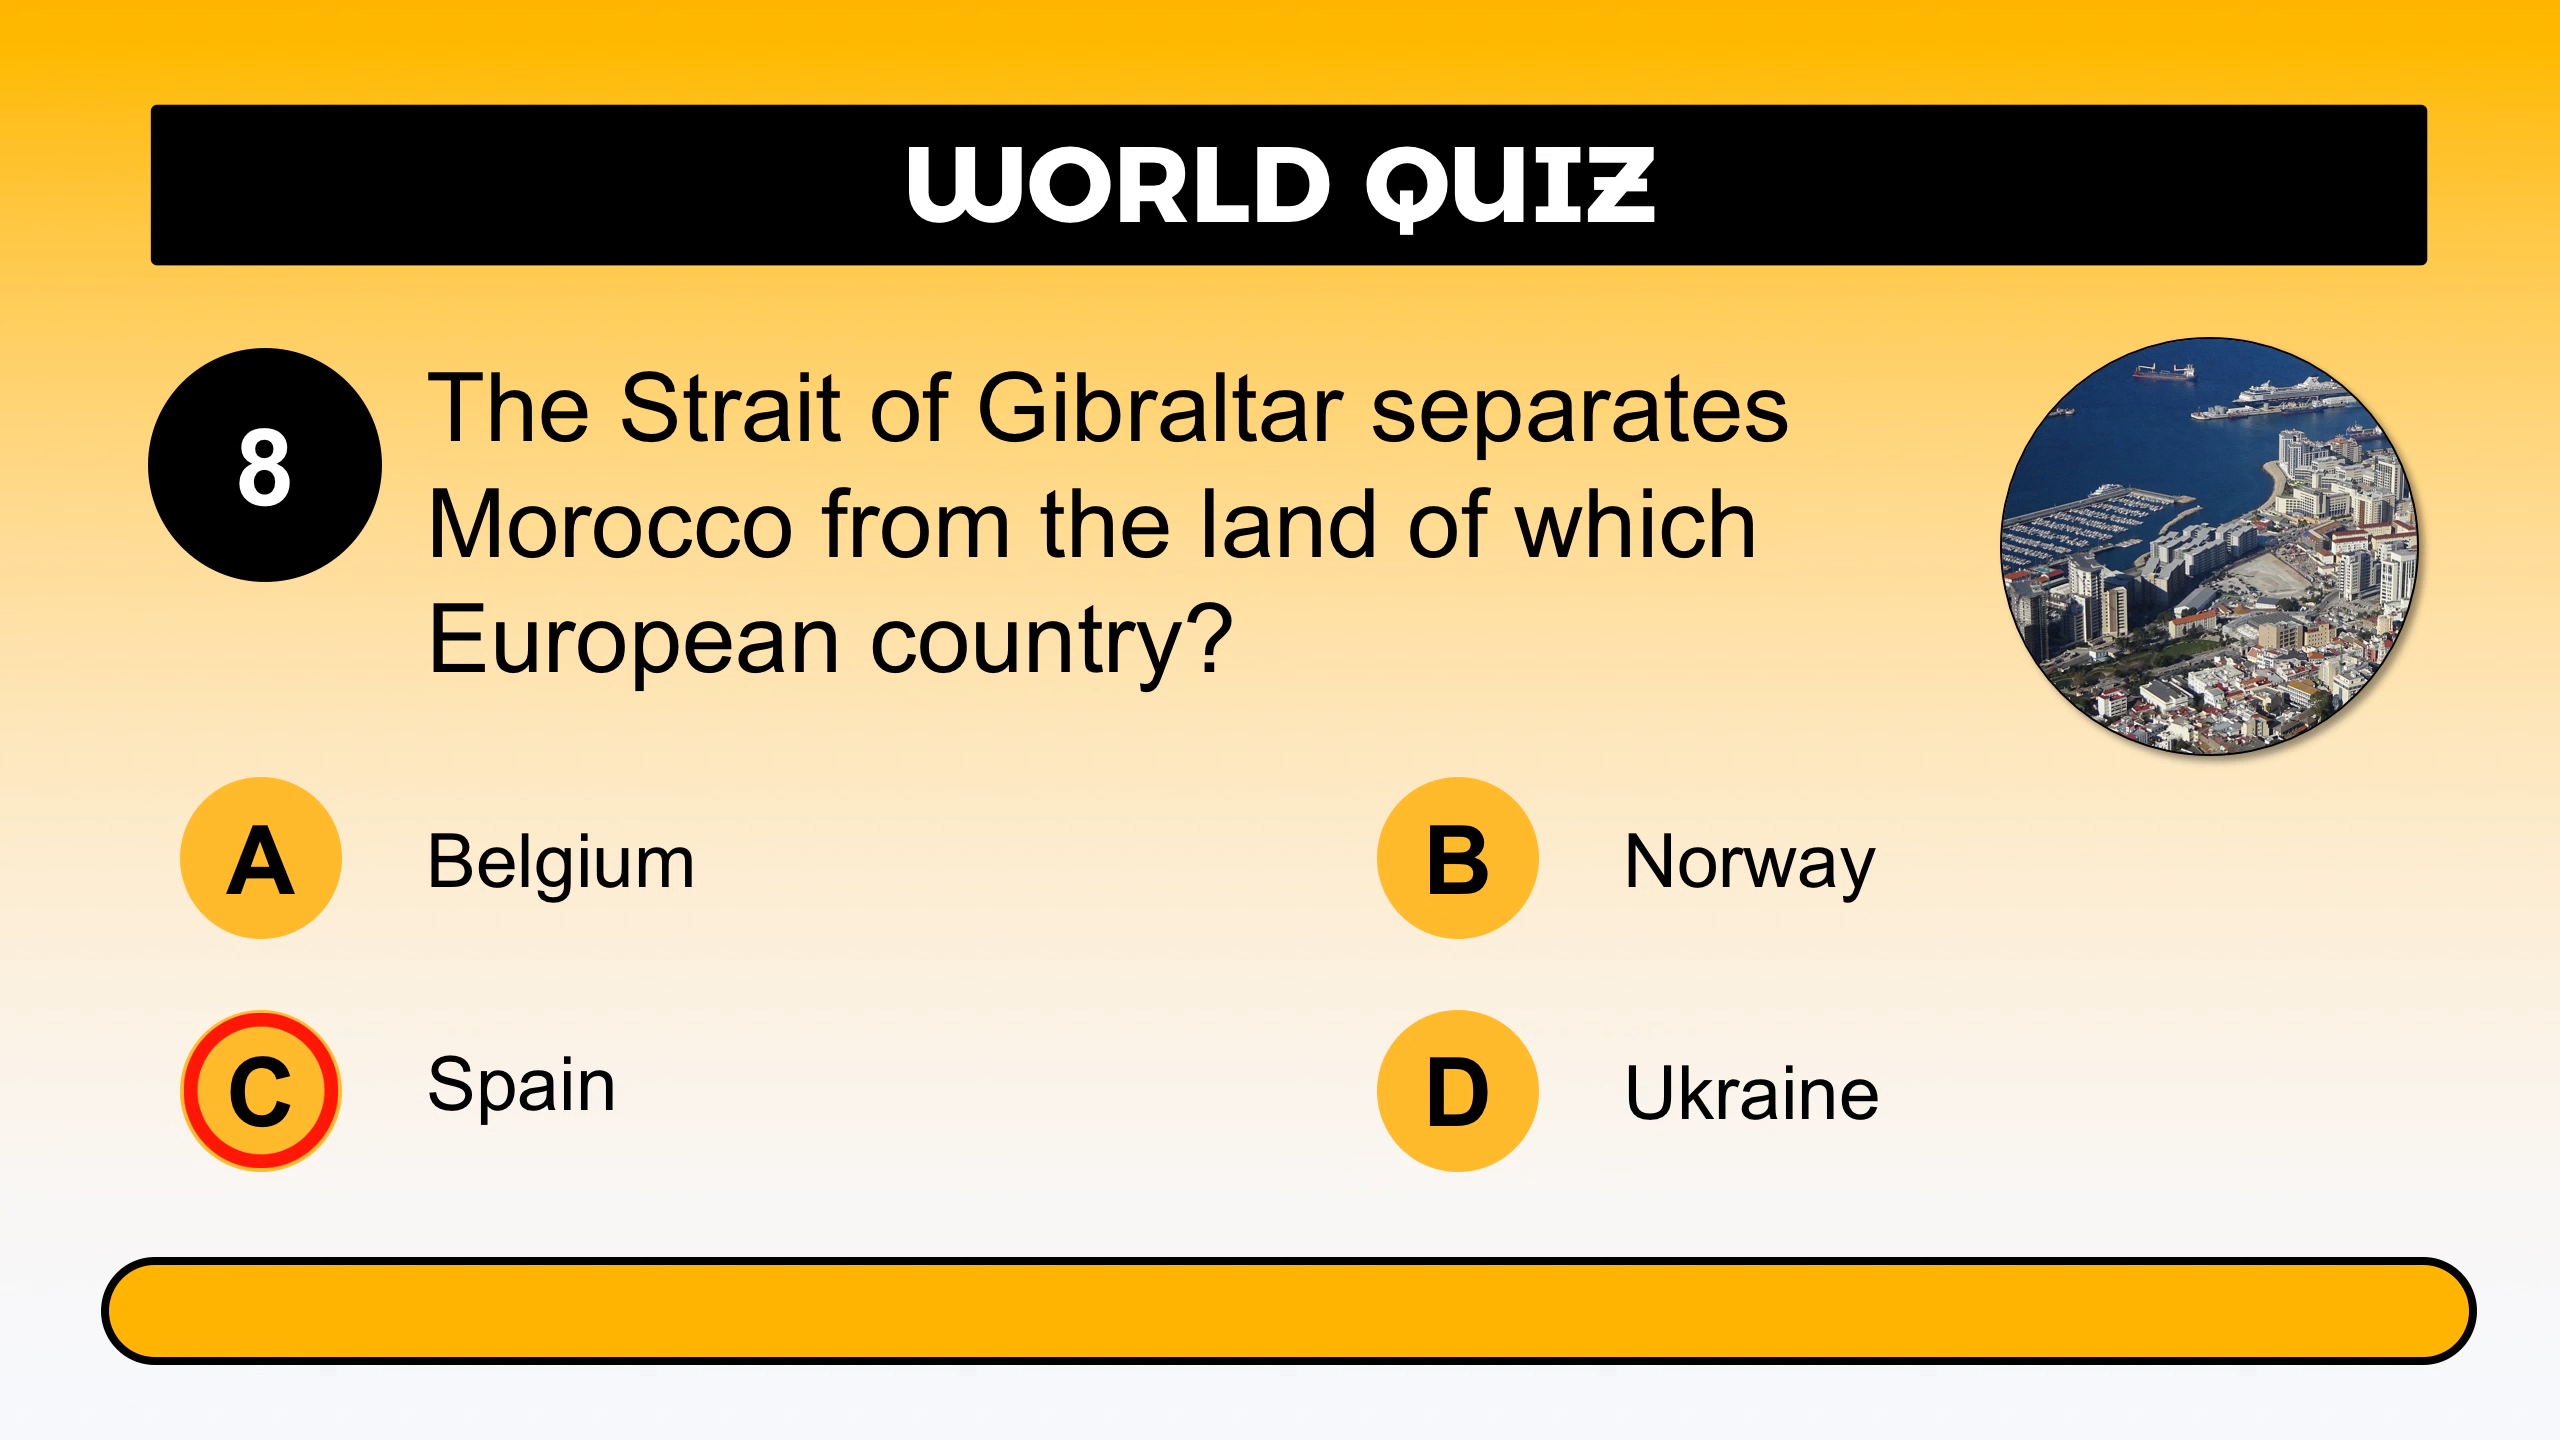 WORLD QUIZ
8
The Strait of Gibraltar separates
Morocco from the land of which
European country?
A Belgium
B Norway
C Spain
D Ukraine